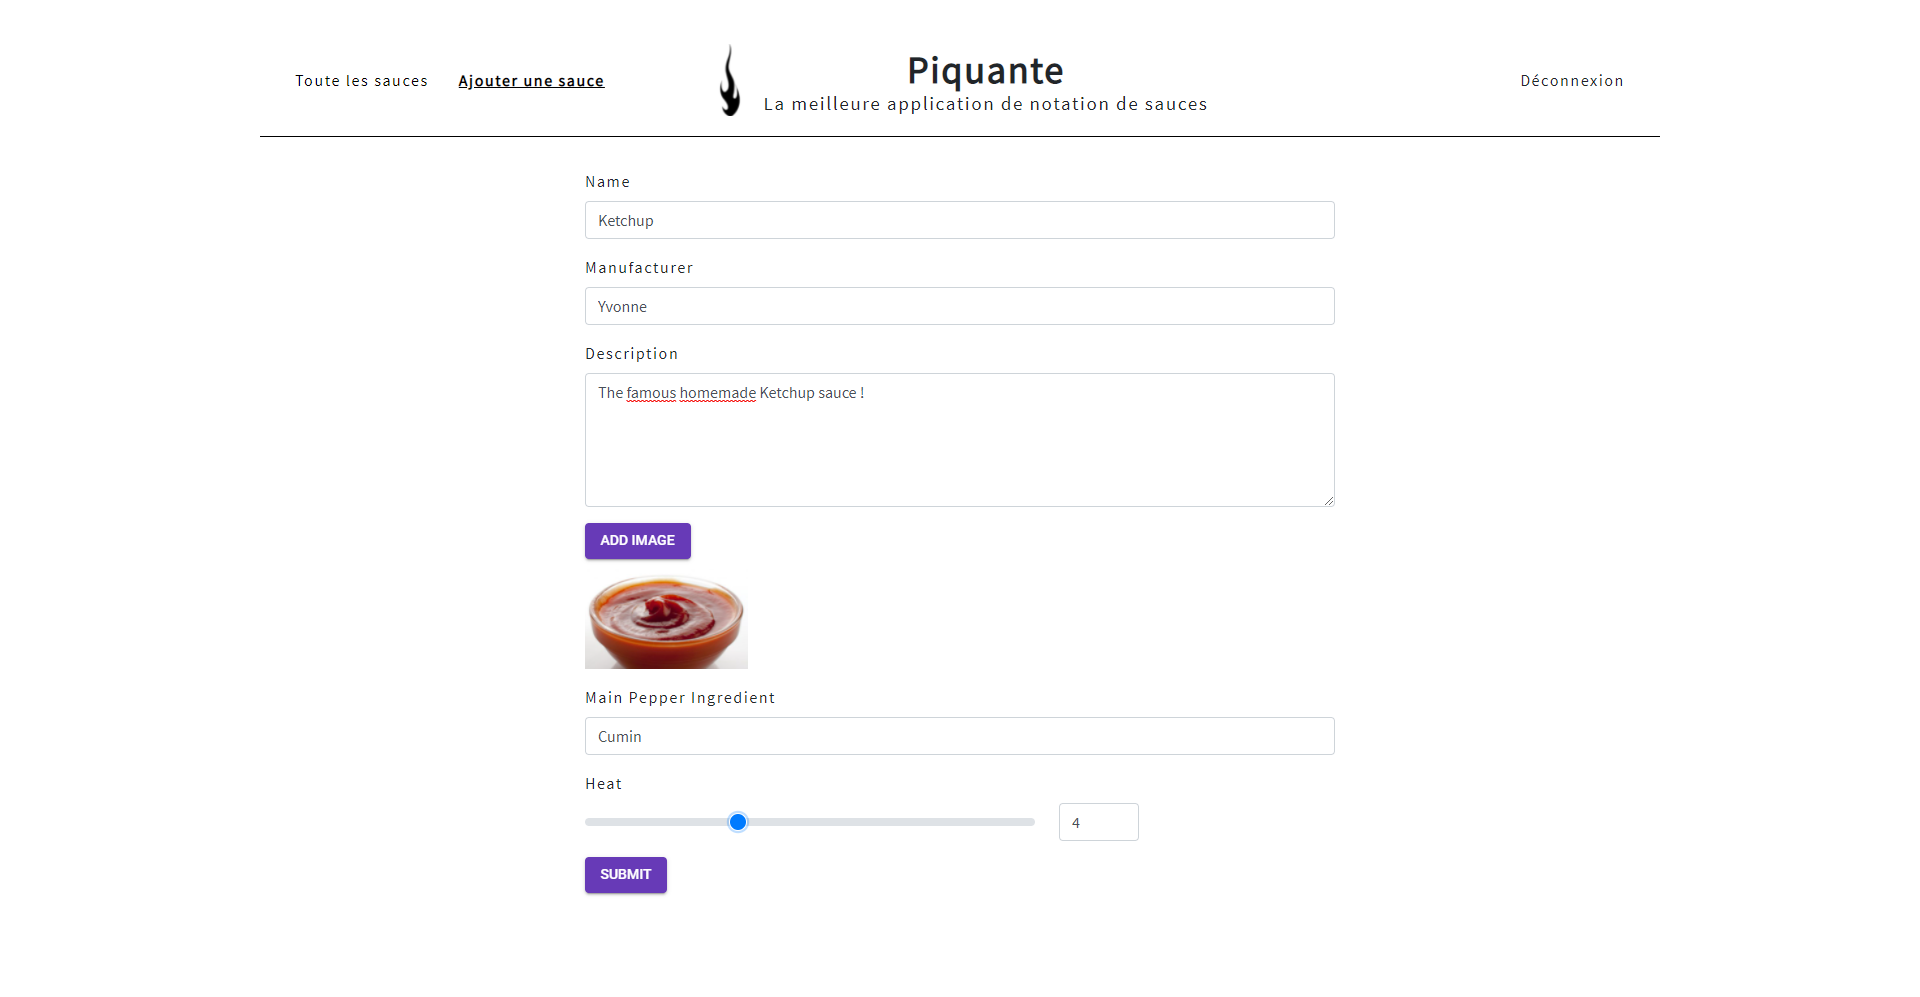 Toute les sauces
Ajouter une sauce
Piquante
La meilleure application de notation de sauces
Déconnexion
Name
Ketchup
Manufacturer
Yvonne
Description
The famous homemade Ketchup sauce !
ADD IMAGE
Main Pepper Ingredient
Cumin
Heat
4
SUBMIT